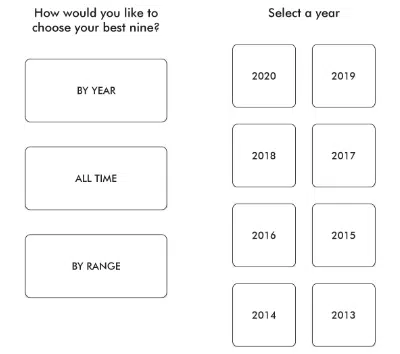 How would you like to
choose your best nine?
BY YEAR
ALL TIME
BY RANGE
Select a year
2020 2019
2018 2017
2016 2015
2014 2013